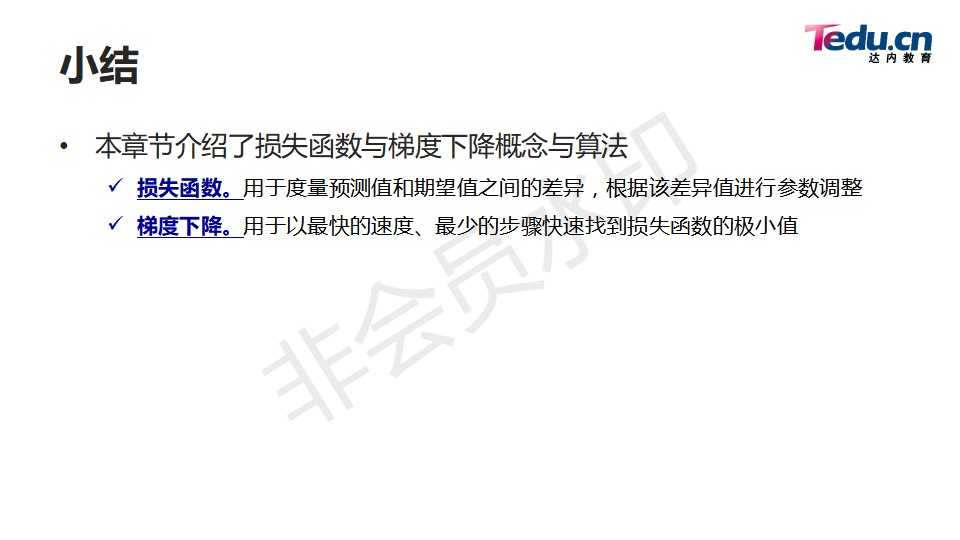 小结
Tedu.cn
达内教育
• 本章节介绍了损失函数与梯度下降概念与算法
✓ 损失函数。用于度量预测值和期望值之间的差异，根据该差异值进行参数调整
✓ 梯度下降。用于以最快的速度、最少的步骤快速找到损失函数的极小值
非会员水印